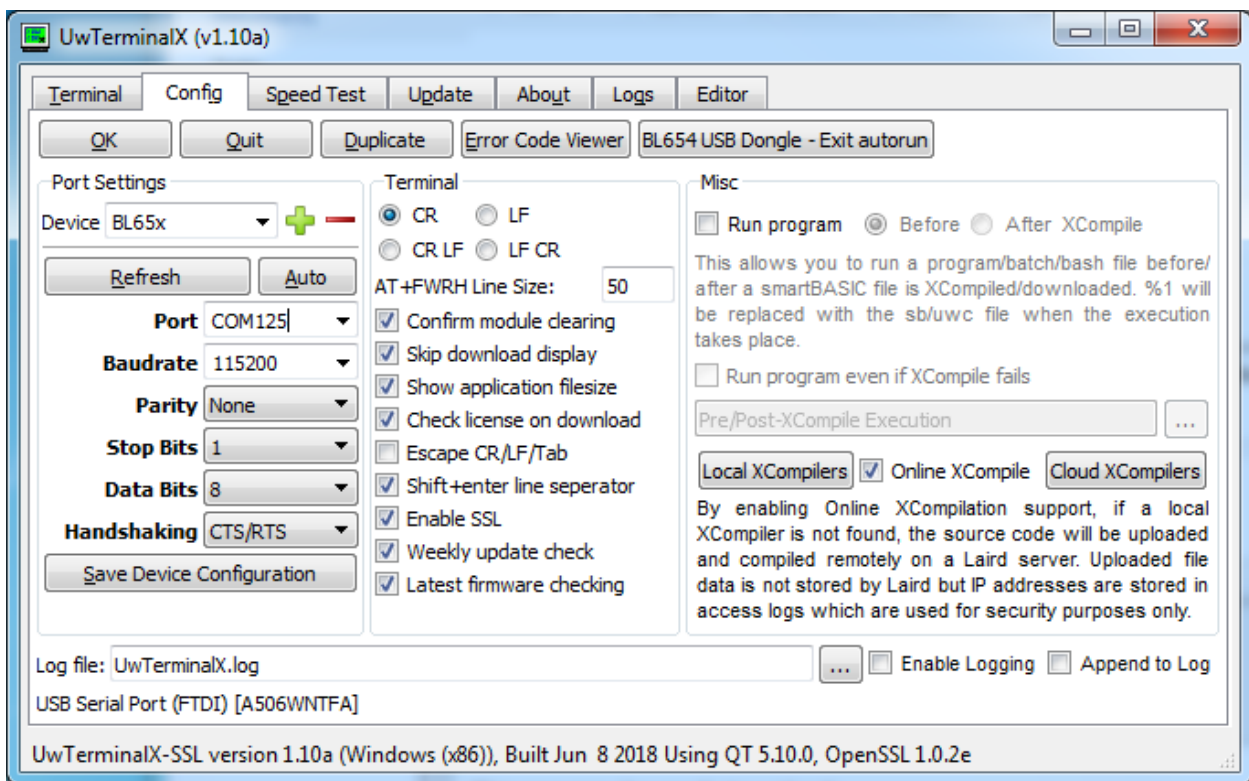 UwTerminalX (v1.10a)
Terminal Config Speed Test Update About Logs Editor
OK Quit Duplicate Error Code Viewer BL654 USB Dongle - Exit autorun
Port Settings
Device BL65x
Refresh Auto
Port COM125
Baudrate 115200
Parity None
Stop Bits 1
Data Bits 8
Handshaking CTS/RTS
Save Device Configuration
Terminal
CR LF
CR LF LF CR
AT+FWRH Line Size: 50
Confirm module clearing
Skip download display
Show application filesize
Check license on download
Escape CR/LF/Tab
Shift+enter line seperator
Enable SSL
Weekly update check
Latest firmware checking
Misc
Run program Before After XCompile
This allows you to run a program/batch/bash file before/
after a smartBASIC file is XCompiled/downloaded. %1 will
be replaced with the sb/uwc file when the execution
takes place.
Run program even if XCompile fails
Pre/Post-XCompile Execution ...
Local XCompilers Online XCompile Cloud XCompilers
By enabling Online XCompilation support, if a local
XCompiler is not found, the source code will be uploaded
and compiled remotely on a Laird server. Uploaded file
data is not stored by Laird but IP addresses are stored in
access logs which are used for security purposes only.
Log file: UwTerminalX.log ... Enable Logging Append to Log
USB Serial Port (FTDI) [A506WNTFA]
UwTerminalX-SSL version 1.10a (Windows (x86)), Built Jun 8 2018 Using QT 5.10.0, OpenSSL 1.0.2e